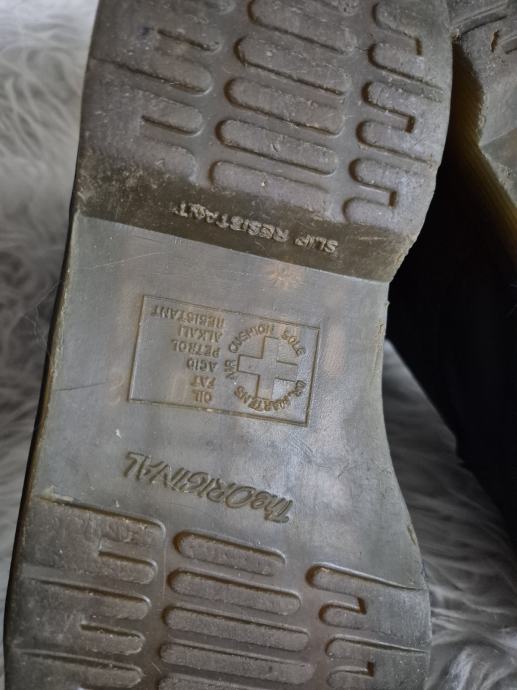 The ORIGINAL
DR. MARTENS AIR CUSHION SOLE
OIL
FAT
ACID
PETROL
ALKALI
RESISTANT
SLIP RESISTANT